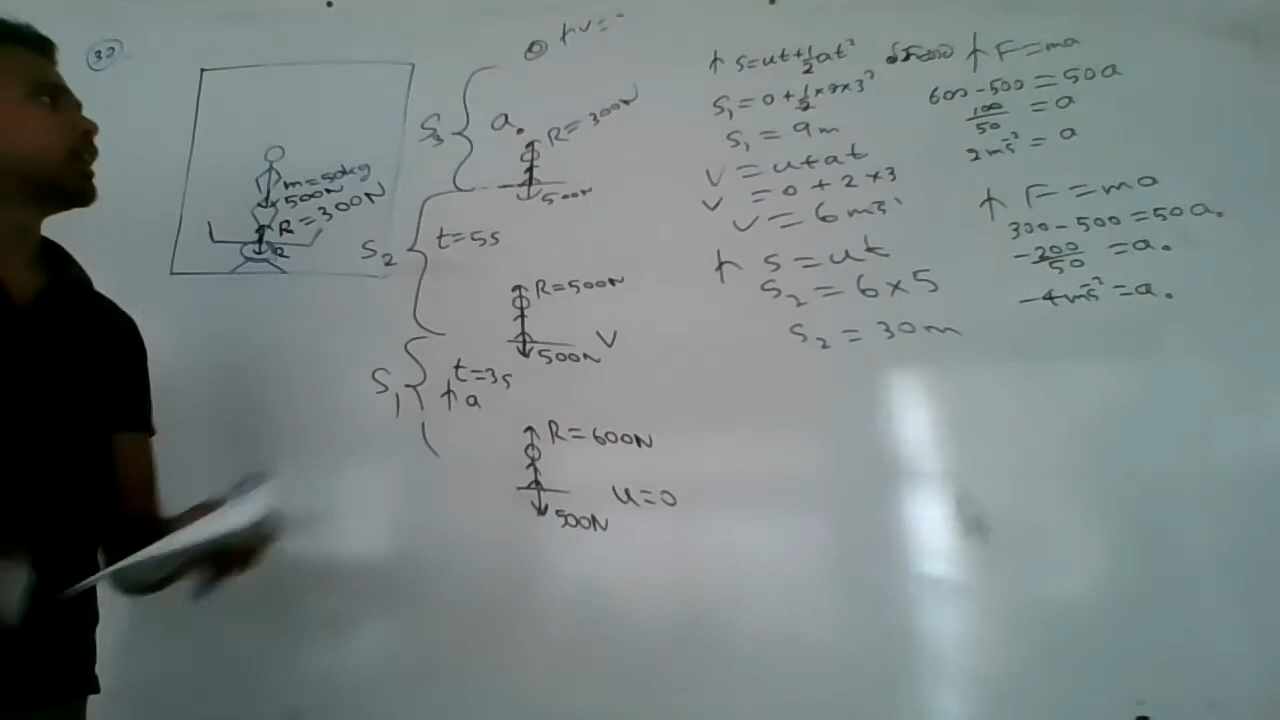 32
m=50kg
500N
R=300N
R
+v=
S3
a0
R=300N
500N
S2
t=5s
R=500N
500N V
S1
t=3s
↑a
R=600N
500N
u=0
↑ s=ut+½at²
S1=0+½×2×3²
S1=9m
V=u+at
V=0+2×3
V=6ms⁻¹
↑ S=ut
S2=6×5
S2=30m
↑ F=ma
600-500=50a
100/50=a
2ms⁻²=a
↑ F=ma
300-500=50a0
-200/50=a0
-4ms⁻²=a0